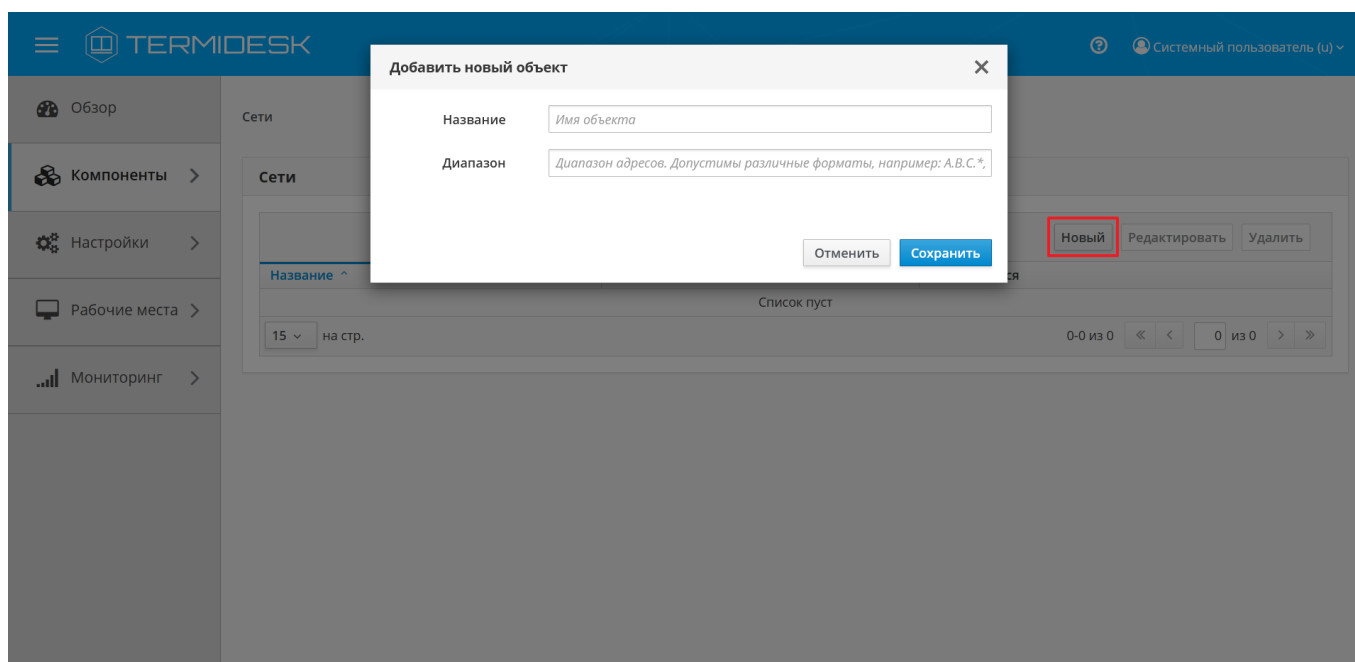 TERMIDESK
Системный пользователь (u)
Добавить новый объект
Название
Имя объекта
Диапазон
Диапазон адресов. Допустимы различные форматы, например: A.B.C.*,
Отменить
Сохранить
Обзор
Компоненты
Настройки
Рабочие места
Мониторинг
Сети
Сети
Новый
Редактировать
Удалить
Название
ся
Список пуст
15
на стр.
0-0 из 0
0
из 0